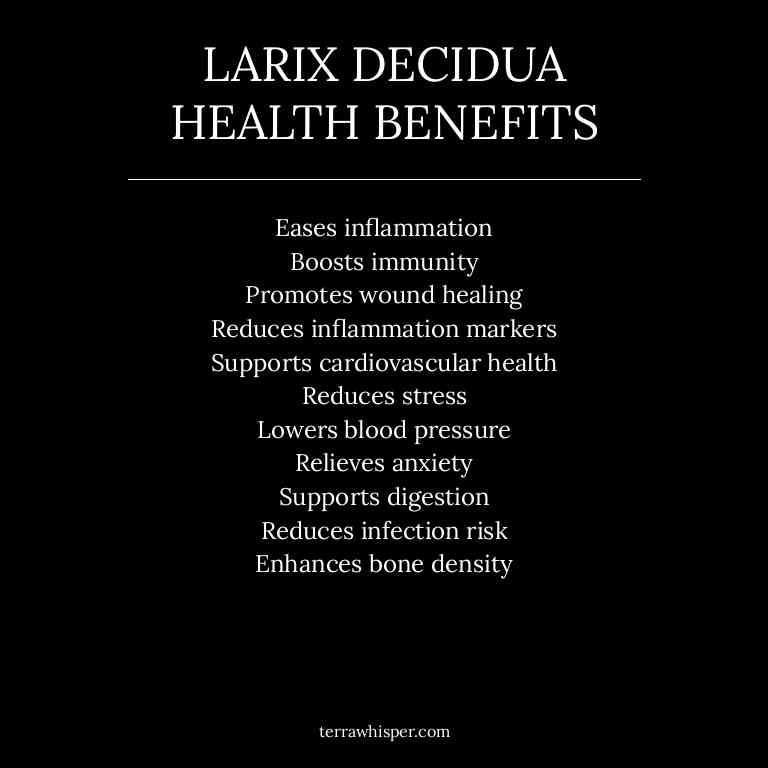 LARIX DECIDUA
HEALTH BENEFITS
Eases inflammation
Boosts immunity
Promotes wound healing
Reduces inflammation markers
Supports cardiovascular health
Reduces stress
Lowers blood pressure
Relieves anxiety
Supports digestion
Reduces infection risk
Enhances bone density
terrawhisper.com